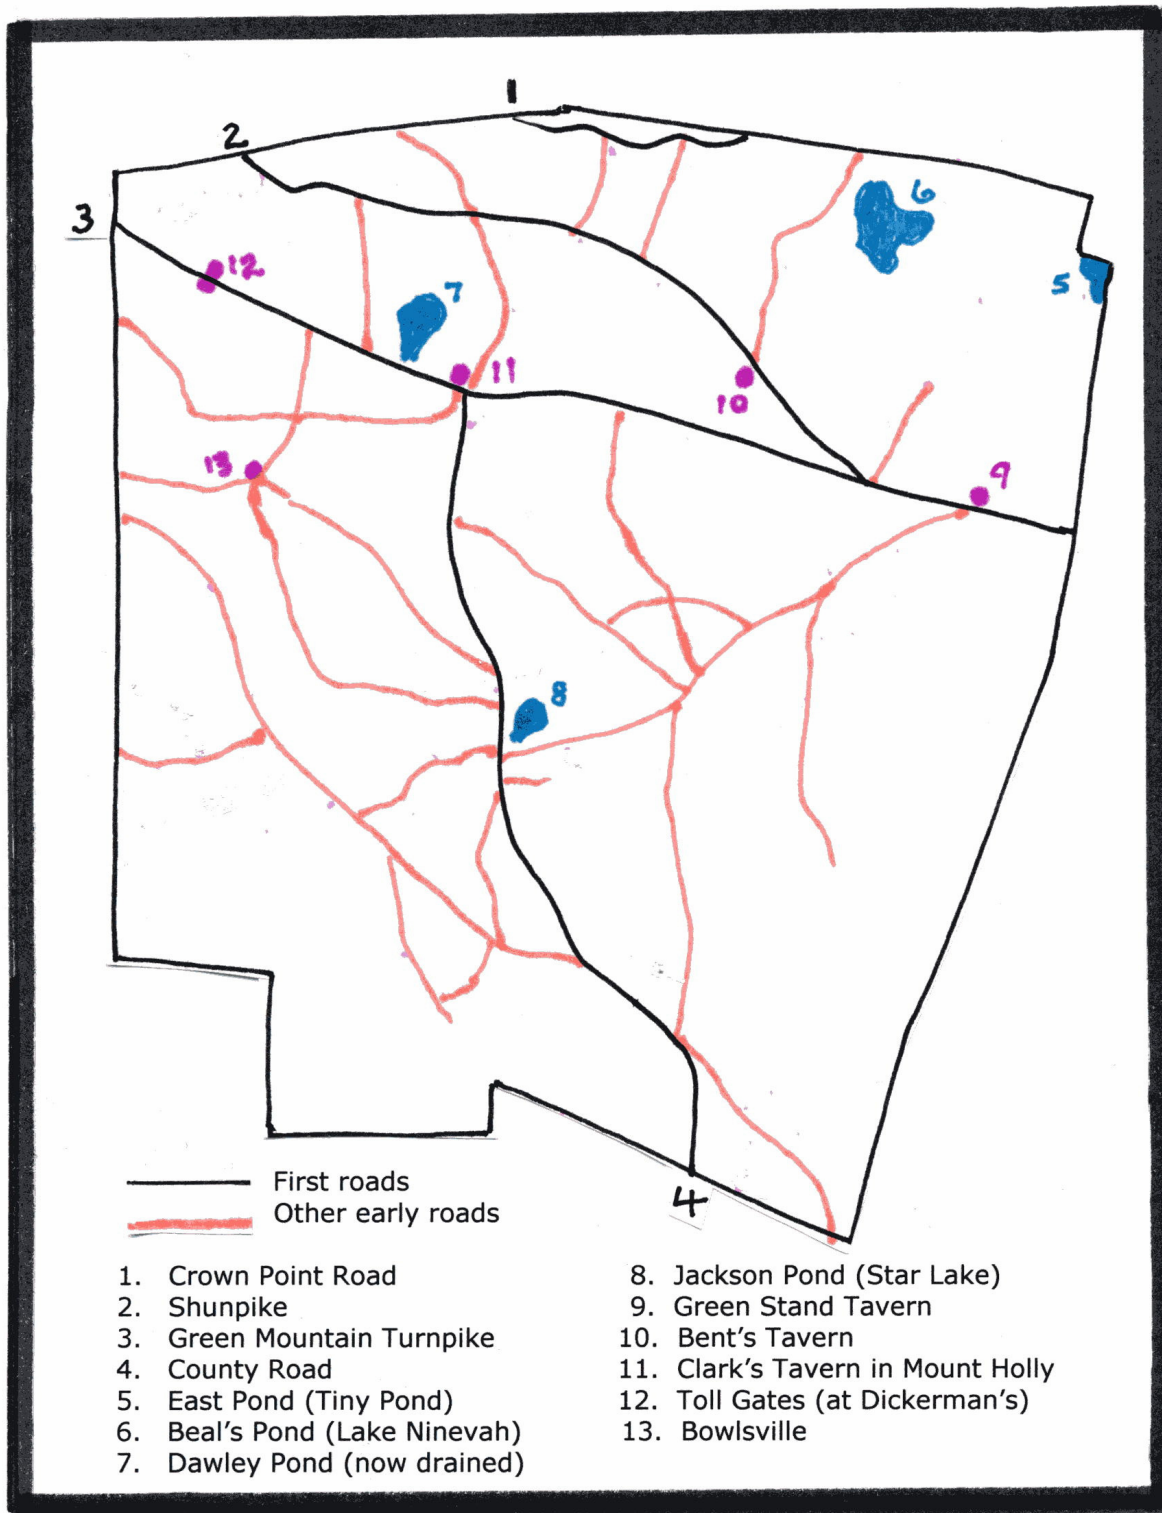 1
2
3
6
5
12
7
11
10
13
9
8
4
First roads
Other early roads
1. Crown Point Road
2. Shunpike
3. Green Mountain Turnpike
4. County Road
5. East Pond (Tiny Pond)
6. Beal's Pond (Lake Ninevah)
7. Dawley Pond (now drained)
8. Jackson Pond (Star Lake)
9. Green Stand Tavern
10. Bent's Tavern
11. Clark's Tavern in Mount Holly
12. Toll Gates (at Dickerman's)
13. Bowlsville